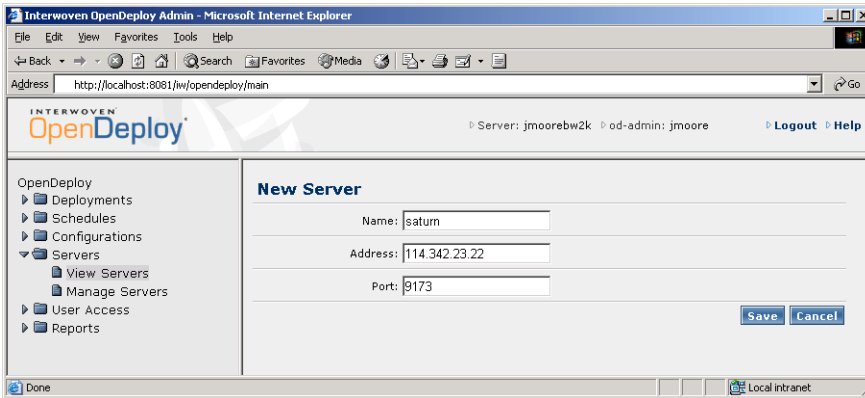 Interwoven OpenDeploy Admin - Microsoft Internet Explorer
File Edit View Favorites Tools Help
Back Search Favorites Media
Address http://localhost:8081/iw/opendeploy/main Go
INTERWOVEN
OpenDeploy
Server: jmoorebw2k od-admin: jmoore Logout Help
OpenDeploy
Deployments
Schedules
Configurations
Servers
View Servers
Manage Servers
User Access
Reports
New Server
Name: saturn
Address: 114.342.23.22
Port: 9173
Save Cancel
Done Local intranet